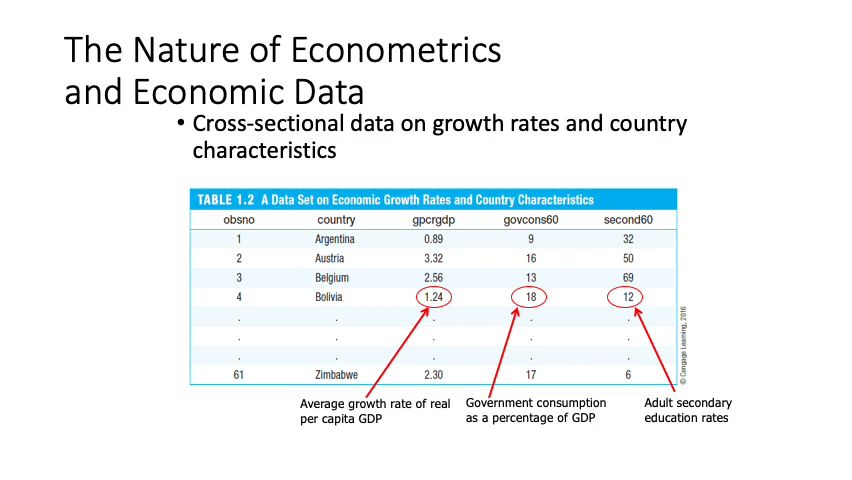 The Nature of Econometrics
and Economic Data
• Cross-sectional data on growth rates and country
characteristics
TABLE 1.2 A Data Set on Economic Growth Rates and Country Characteristics
obsno country gpcrgdp govcons60 second60
1 Argentina 0.89 9 32
2 Austria 3.32 16 50
3 Belgium 2.56 13 69
4 Bolivia 1.24 18 12
. . . . .
. . . . .
. . . . .
61 Zimbabwe 2.30 17 6
© Cengage Learning, 2016
Average growth rate of real
per capita GDP
Government consumption
as a percentage of GDP
Adult secondary
education rates